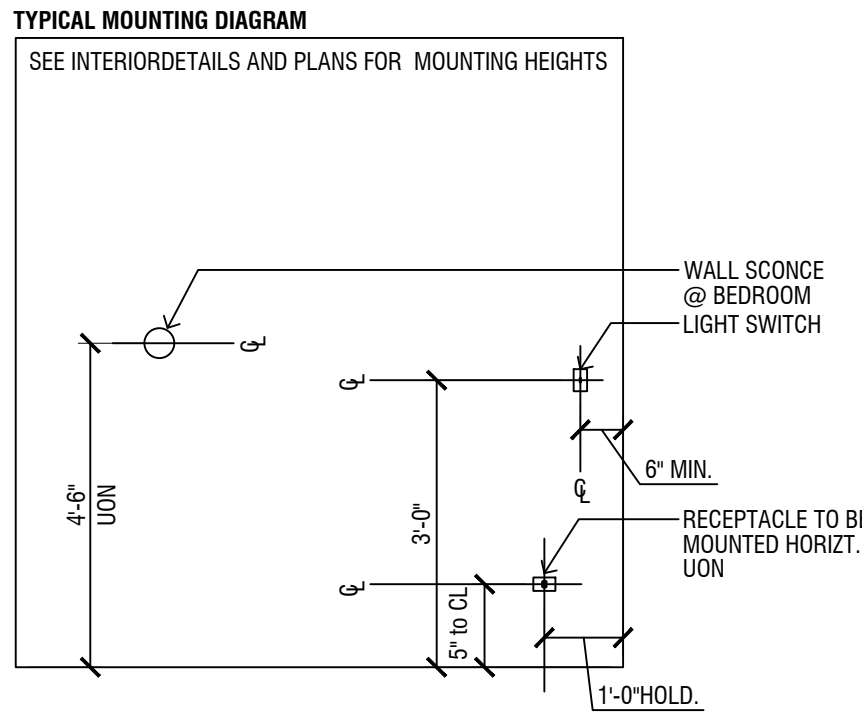 TYPICAL MOUNTING DIAGRAM
SEE INTERIORDETAILS AND PLANS FOR MOUNTING HEIGHTS
WALL SCONCE
@ BEDROOM
LIGHT SWITCH
CL
CL
4'-6"
UON
3'-0"
6" MIN.
CL
RECEPTACLE TO BE
MOUNTED HORIZT.
UON
CL
5" to CL
1'-0"HOLD.